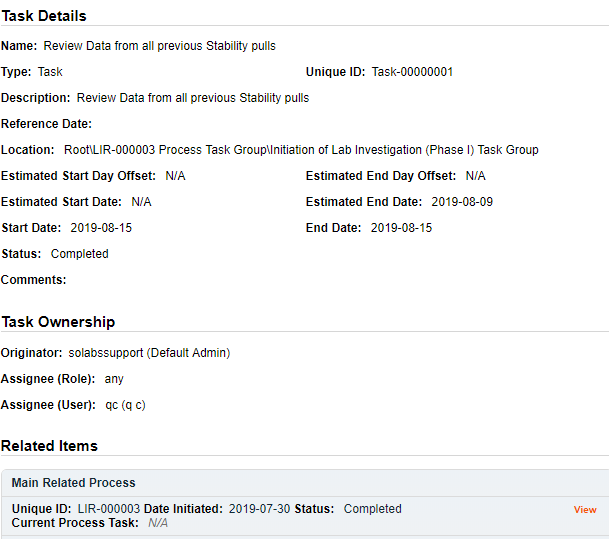 Task Details
Name: Review Data from all previous Stability pulls
Type: Task Unique ID: Task-00000001
Description: Review Data from all previous Stability pulls
Reference Date:
Location: Root\LIR-000003 Process Task Group\Initiation of Lab Investigation (Phase I) Task Group
Estimated Start Day Offset: N/A Estimated End Day Offset: N/A
Estimated Start Date: N/A Estimated End Date: 2019-08-09
Start Date: 2019-08-15 End Date: 2019-08-15
Status: Completed
Comments:
Task Ownership
Originator: solabssupport (Default Admin)
Assignee (Role): any
Assignee (User): qc (q c)
Related Items
Main Related Process
Unique ID: LIR-000003 Date Initiated: 2019-07-30 Status: Completed View
Current Process Task: N/A